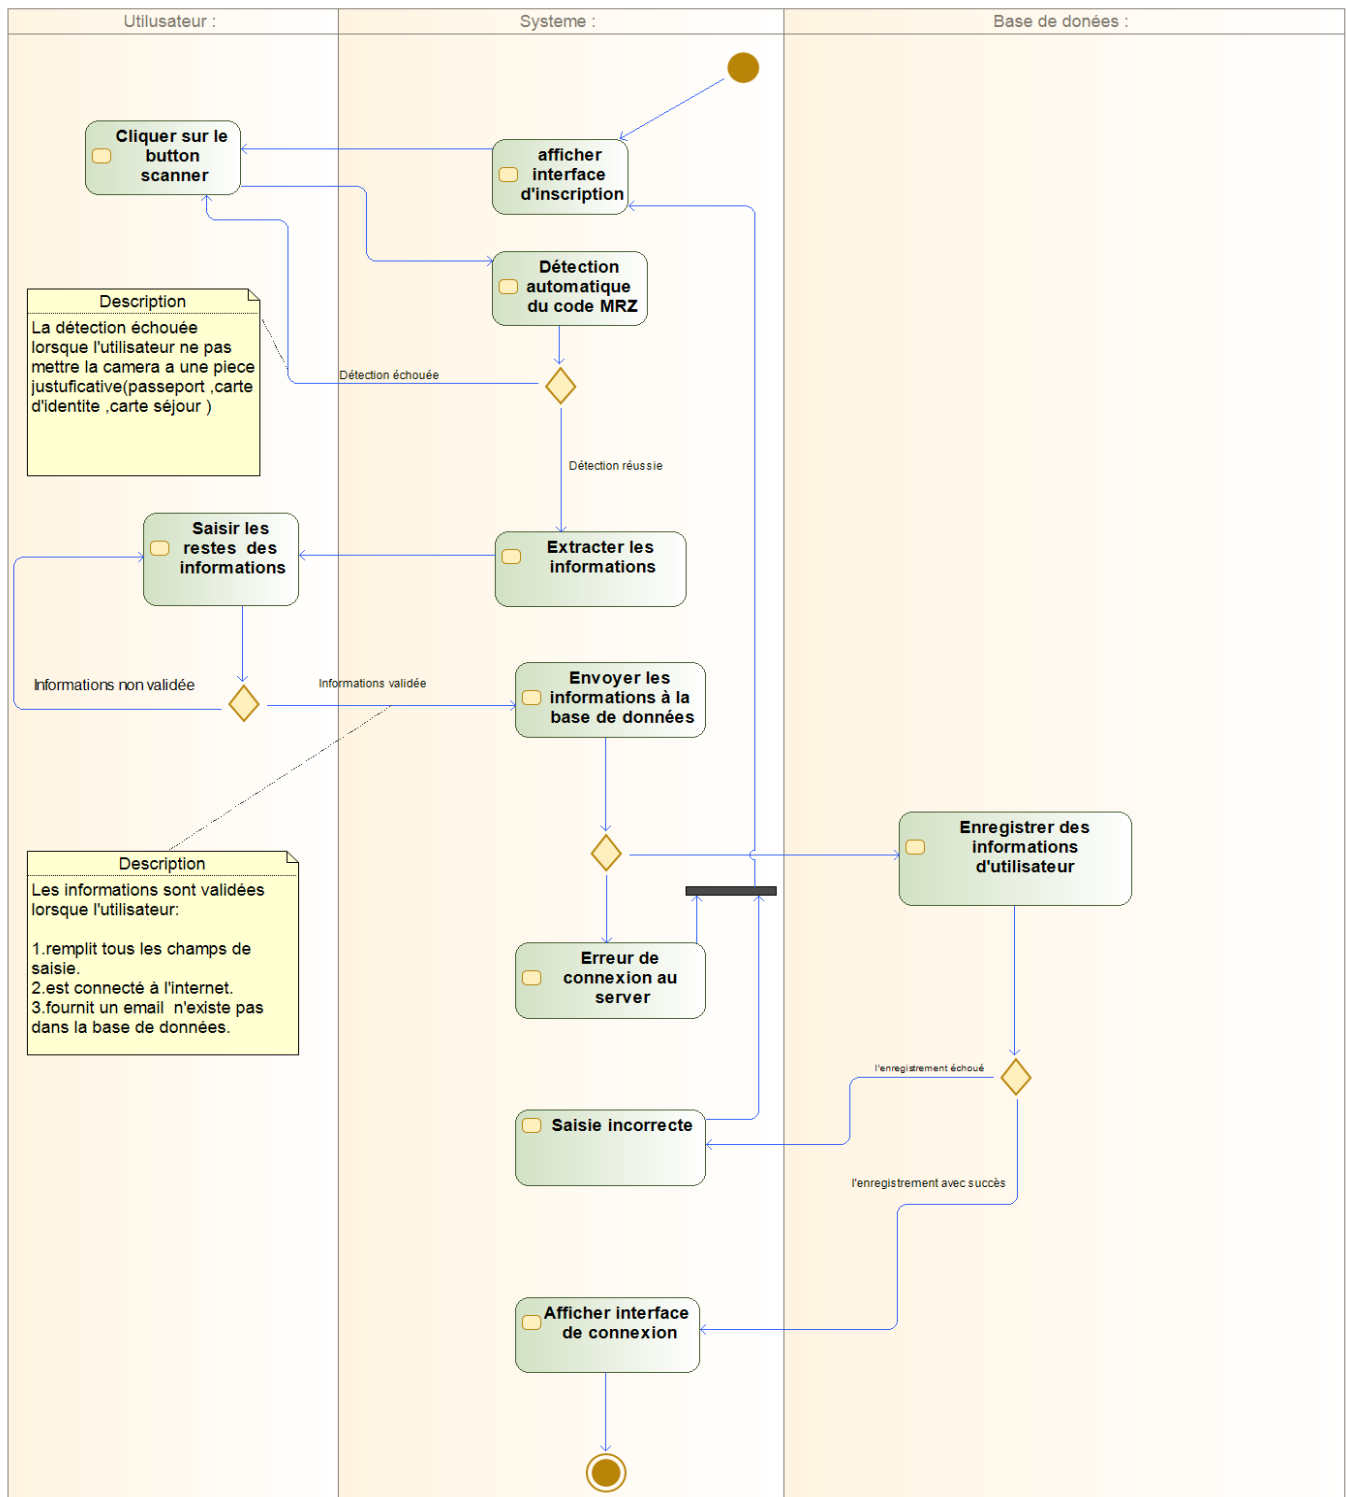 Utilusateur :
Systeme :
Base de donées :
Cliquer sur le
button
scanner
afficher
interface
d'inscription
Détection
automatique
du code MRZ
Description
La détection échouée
lorsque l'utilisateur ne pas
mettre la camera a une piece
justuficative(passeport ,carte
d'identite ,carte séjour )
Détection échouée
Détection réussie
Saisir les
restes des
informations
Extracter les
informations
Informations non validée
Informations validée
Envoyer les
informations à la
base de données
Enregistrer des
informations
d'utilisateur
Description
Les informations sont validées
lorsque l'utilisateur:
1.remplit tous les champs de
saisie.
2.est connecté à l'internet.
3.fournit un email n'existe pas
dans la base de données.
Erreur de
connexion au
server
l'enregistrement échoué
Saisie incorrecte
l'enregistrement avec succès
Afficher interface
de connexion